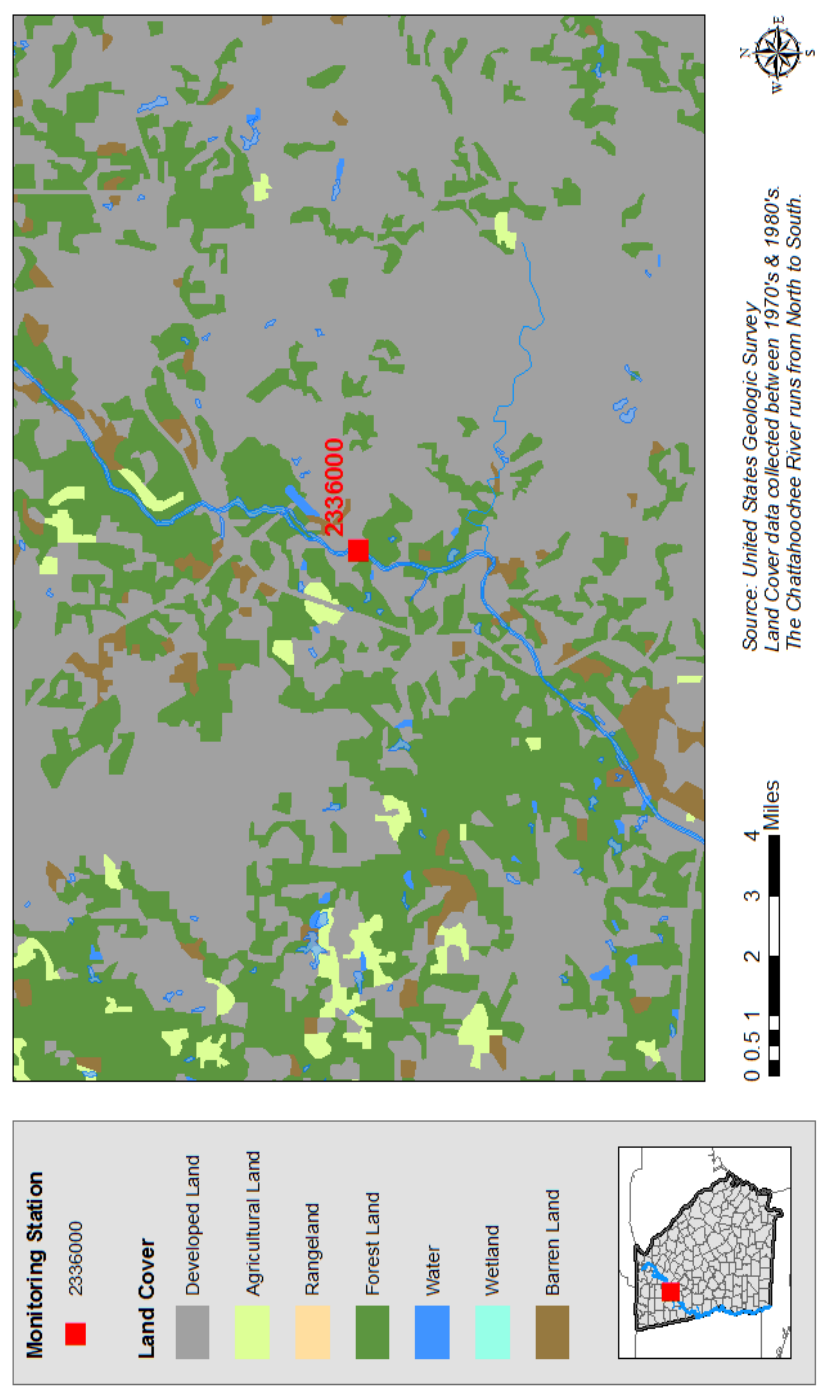 Monitoring Station
2336000
Land Cover
Developed Land
Agricultural Land
Rangeland
Forest Land
Water
Wetland
Barren Land
2336000
0 0.5 1 2 3 4
Miles
Source: United States Geologic Survey
Land Cover data collected between 1970's & 1980's.
The Chattahoochee River runs from North to South.
N
W E
S